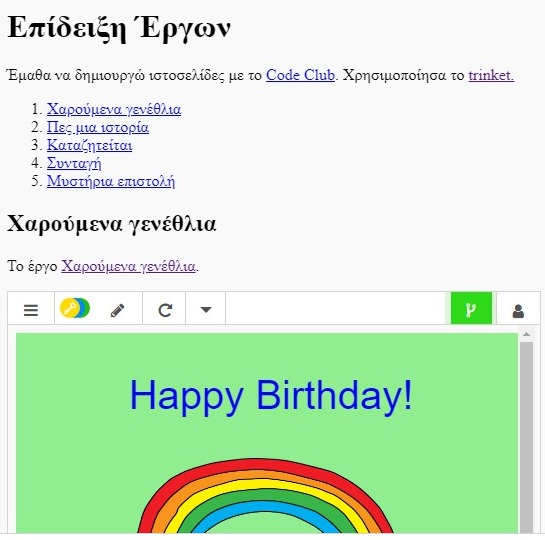 Επίδειξη Έργων
Έμαθα να δημιουργώ ιστοσελίδες με το Code Club. Χρησιμοποίησα το trinket.
1. Χαρούμενα γενέθλια
2. Πες μια ιστορία
3. Καταζητείται
4. Συνταγή
5. Μυστήρια επιστολή
Χαρούμενα γενέθλια
Το έργο Χαρούμενα γενέθλια.
Happy Birthday!